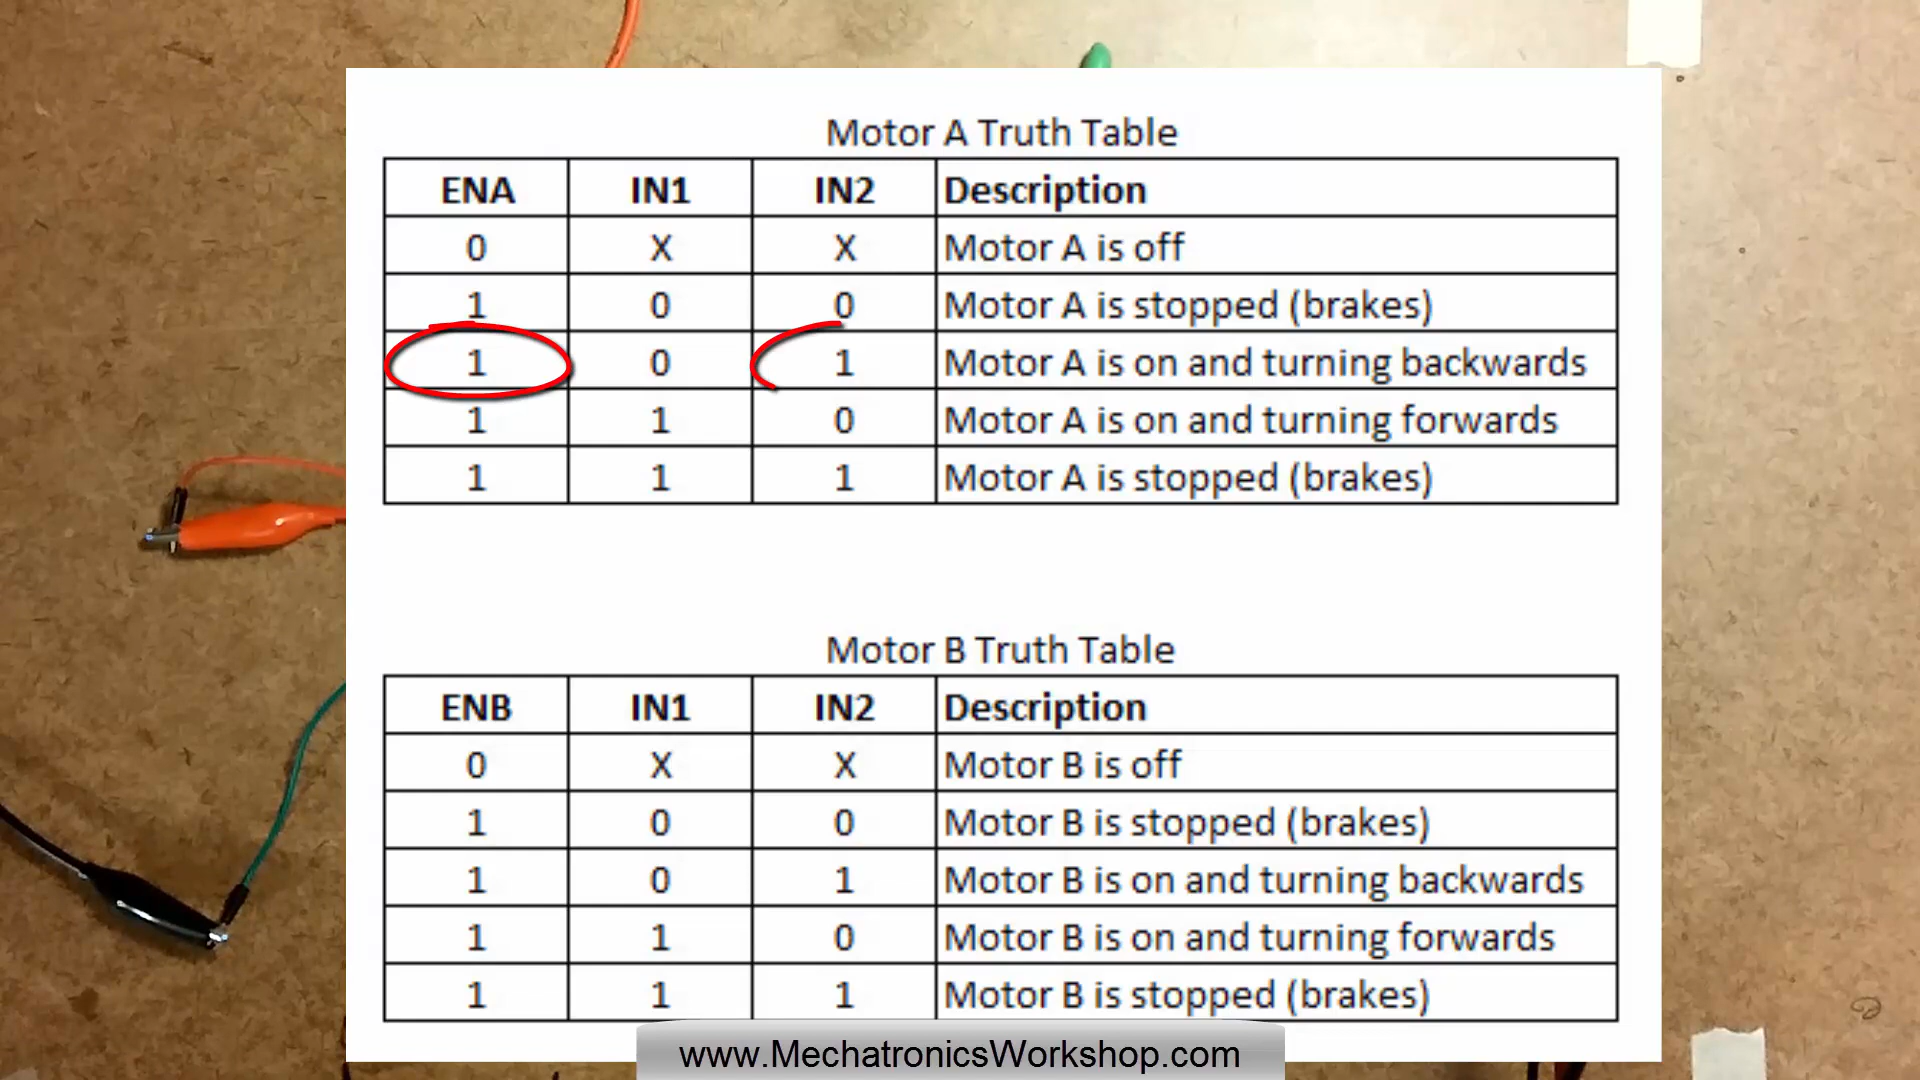 Motor A Truth Table
ENA IN1 IN2 Description
0 X X Motor A is off
1 0 0 Motor A is stopped (brakes)
1 0 1 Motor A is on and turning backwards
1 1 0 Motor A is on and turning forwards
1 1 1 Motor A is stopped (brakes)
Motor B Truth Table
ENB IN1 IN2 Description
0 X X Motor B is off
1 0 0 Motor B is stopped (brakes)
1 0 1 Motor B is on and turning backwards
1 1 0 Motor B is on and turning forwards
1 1 1 Motor B is stopped (brakes)
www.MechatronicsWorkshop.com